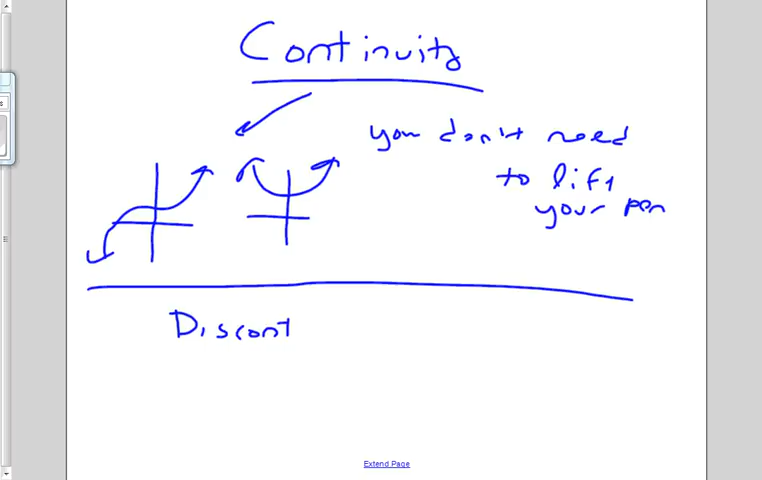 Continuity
you don't need
to lift
your pen
Discont
Extend Page